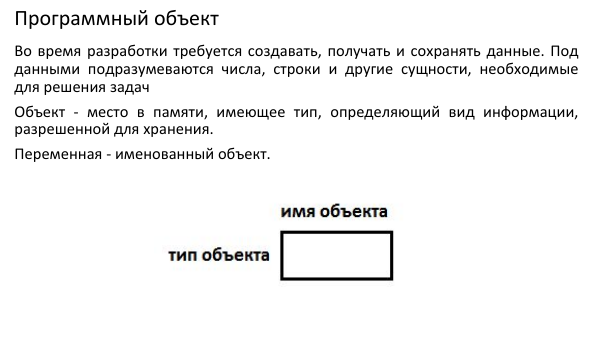 Программный объект
Во время разработки требуется создавать, получать и сохранять данные. Под
данными подразумеваются числа, строки и другие сущности, необходимые
для решения задач
Объект - место в памяти, имеющее тип, определяющий вид информации,
разрешенной для хранения.
Переменная - именованный объект.
имя объекта
тип объекта